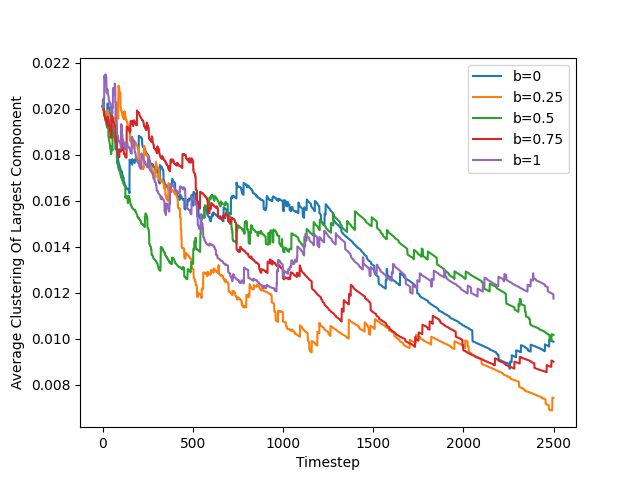 0.022
0.020
0.018
0.016
0.014
0.012
0.010
0.008
Average Clustering Of Largest Component
b=0
b=0.25
b=0.5
b=0.75
b=1
0 500 1000 1500 2000 2500
Timestep